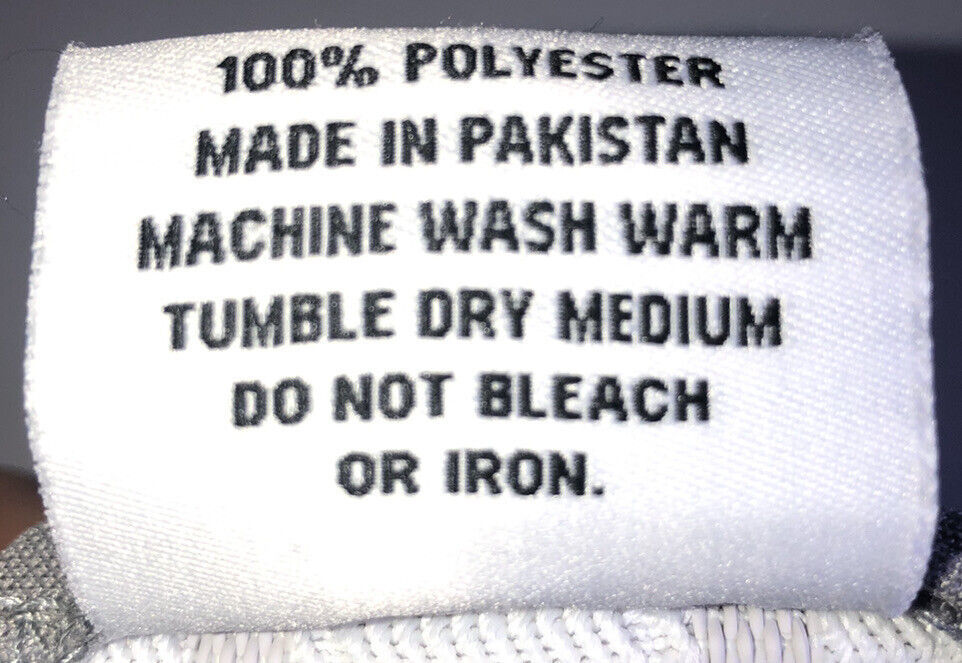 100% POLYESTER
MADE IN PAKISTAN
MACHINE WASH WARM
TUMBLE DRY MEDIUM
DO NOT BLEACH
OR IRON.